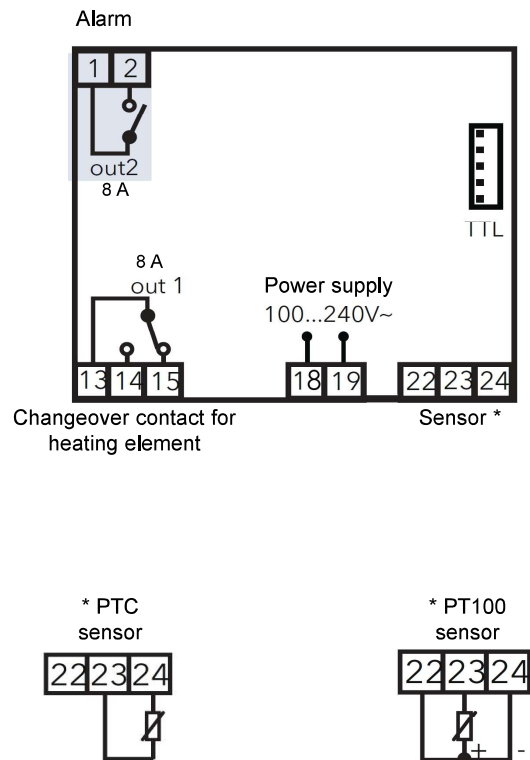 Alarm
1 2
out2
8 A
TTL
8 A
out 1
Power supply
100...240V~
13 14 15
18 19
22 23 24
Changeover contact for
heating element
Sensor *
* PTC
sensor
22 23 24
* PT100
sensor
22 23 24
+ -